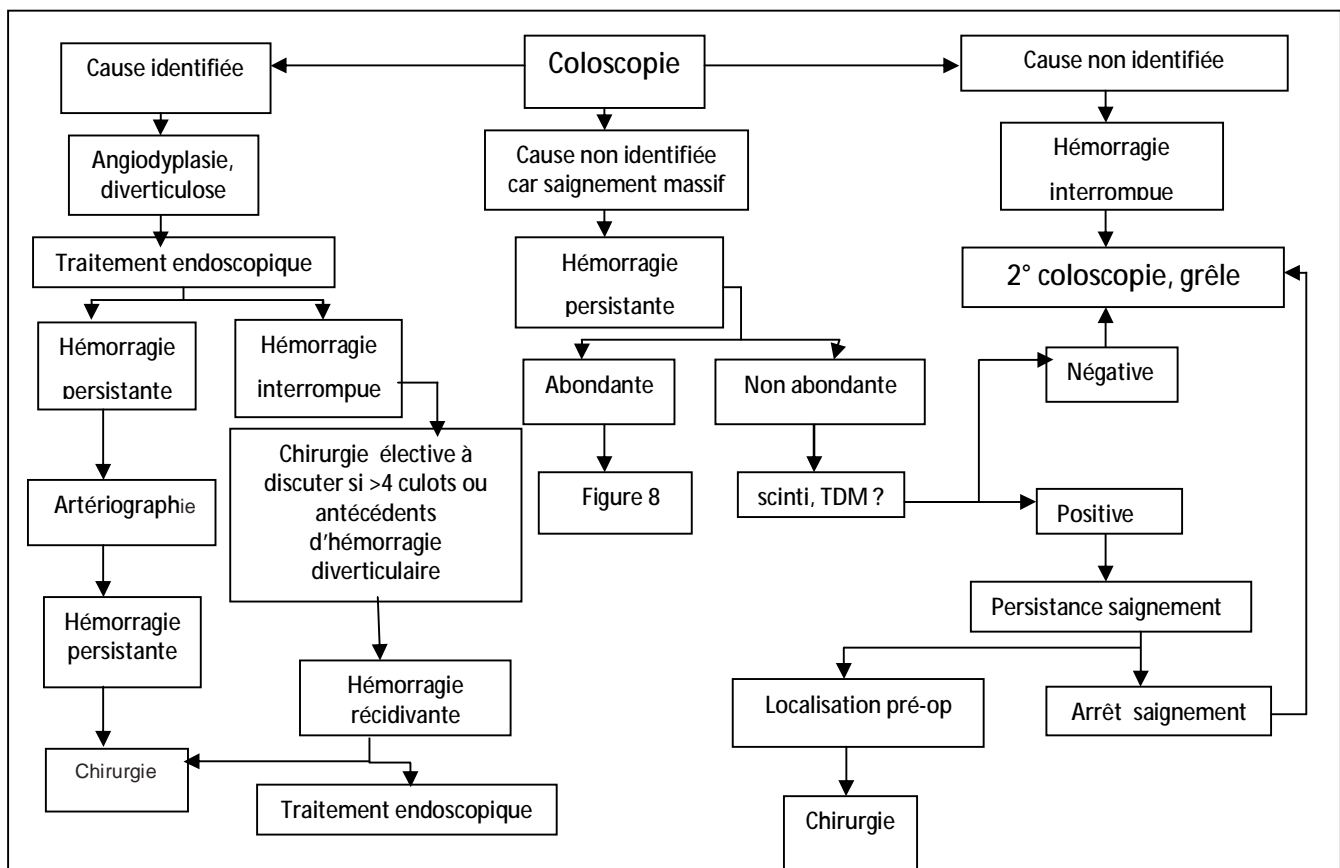 Cause identifiée
Coloscopie
Cause non identifiée
Angiodyplasie,
diverticulose
Cause non identifiée
car saignement massif
Hémorragie
interrompue
Traitement endoscopique
Hémorragie
persistante
2° coloscopie, grêle
Hémorragie
persistante
Hémorragie
interrompue
Abondante
Non abondante
Négative
Chirurgie élective à
discuter si >4 culots ou
antécédents
d'hémorragie
diverticulaire
Artériographie
Figure 8
scinti, TDM ?
Positive
Hémorragie
persistante
Persistance saignement
Hémorragie
récidivante
Localisation pré-op
Arrêt saignement
Chirurgie
Traitement endoscopique
Chirurgie